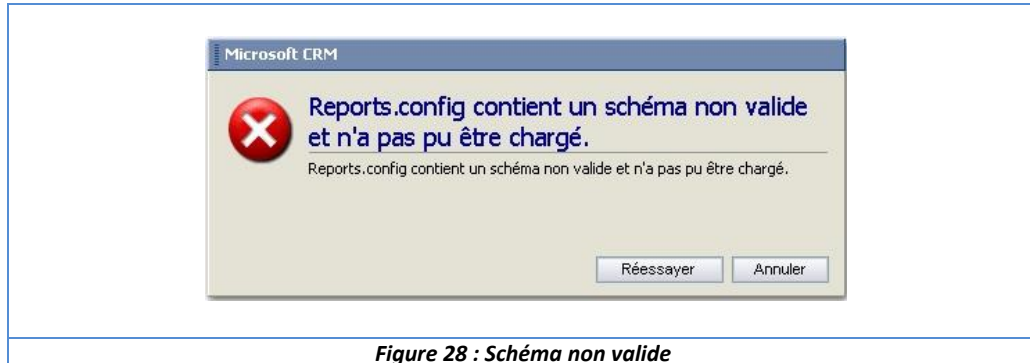 Microsoft CRM
Reports.config contient un schéma non valide
et n'a pas pu être chargé.
Reports.config contient un schéma non valide et n'a pas pu être chargé.
Réessayer
Annuler
Figure 28 : Schéma non valide